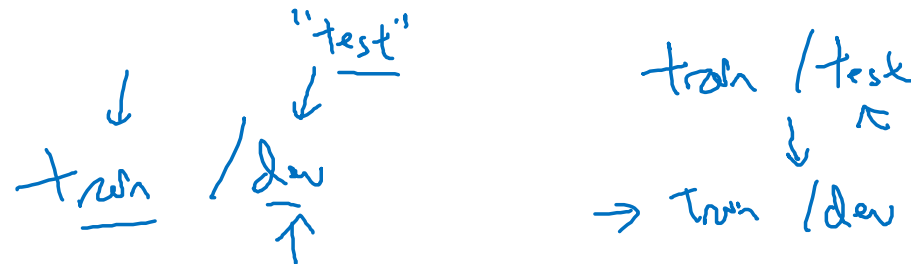 "test"
train / dev
train / test
train / dev